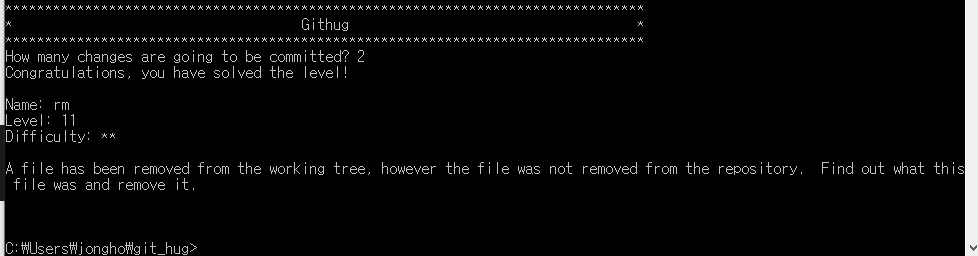 ********************************************************************************
*                                    Githug                                    *
********************************************************************************
How many changes are going to be committed? 2
Congratulations, you have solved the level!
Name: rm
Level: 11
Difficulty: **
A file has been removed from the working tree, however the file was not removed from the repository.  Find out what this
 file was and remove it.
C:₩Users₩jongho₩git_hug>